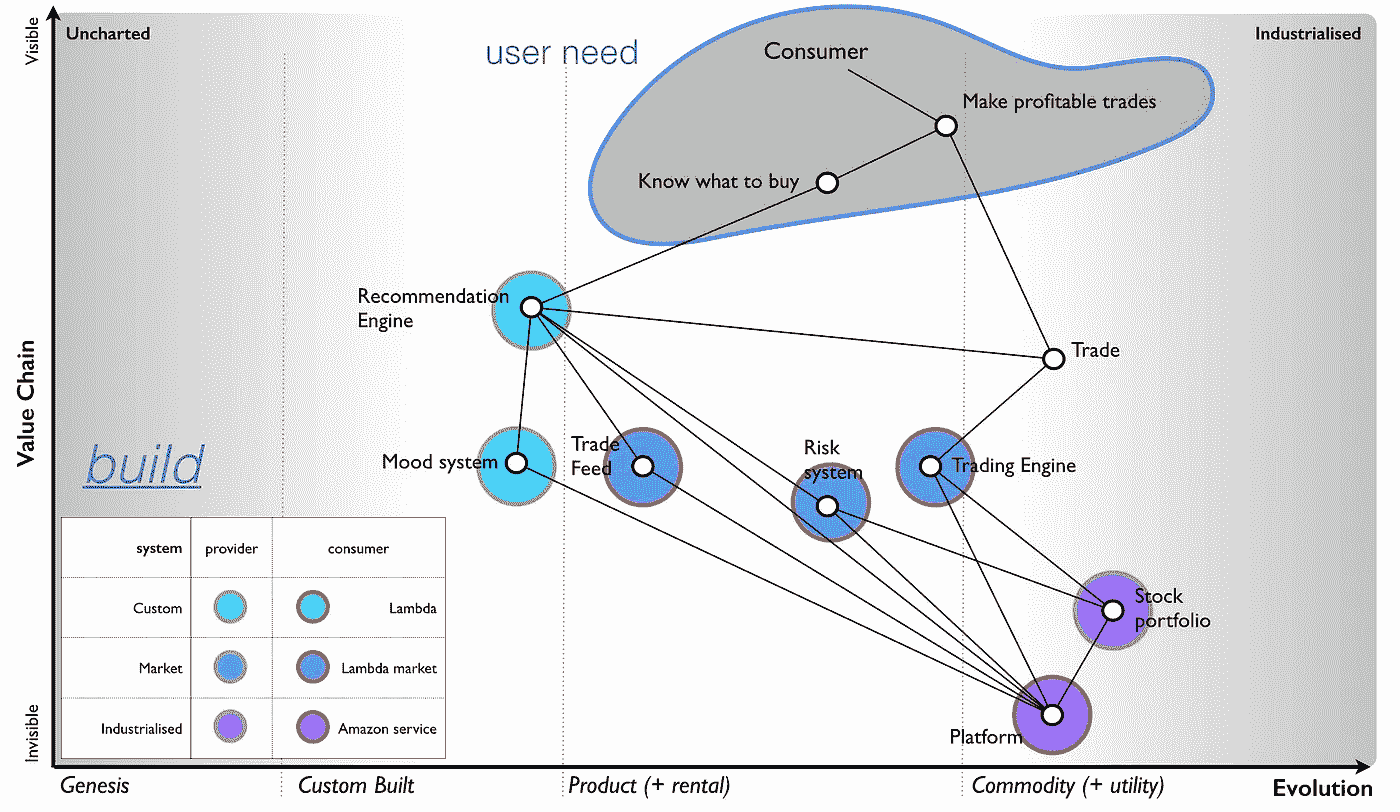 Visible
Uncharted
user need
Consumer
Industrialised
Make profitable trades
Know what to buy
Recommendation
Engine
Trade
Value Chain
build
Mood system
Trade
Feed
Risk
system
Trading Engine
system provider consumer
Custom Lambda
Market Lambda market
Industrialised Amazon service
Stock
portfolio
Platform
Invisible
Genesis
Custom Built
Product (+ rental)
Commodity (+ utility)
Evolution